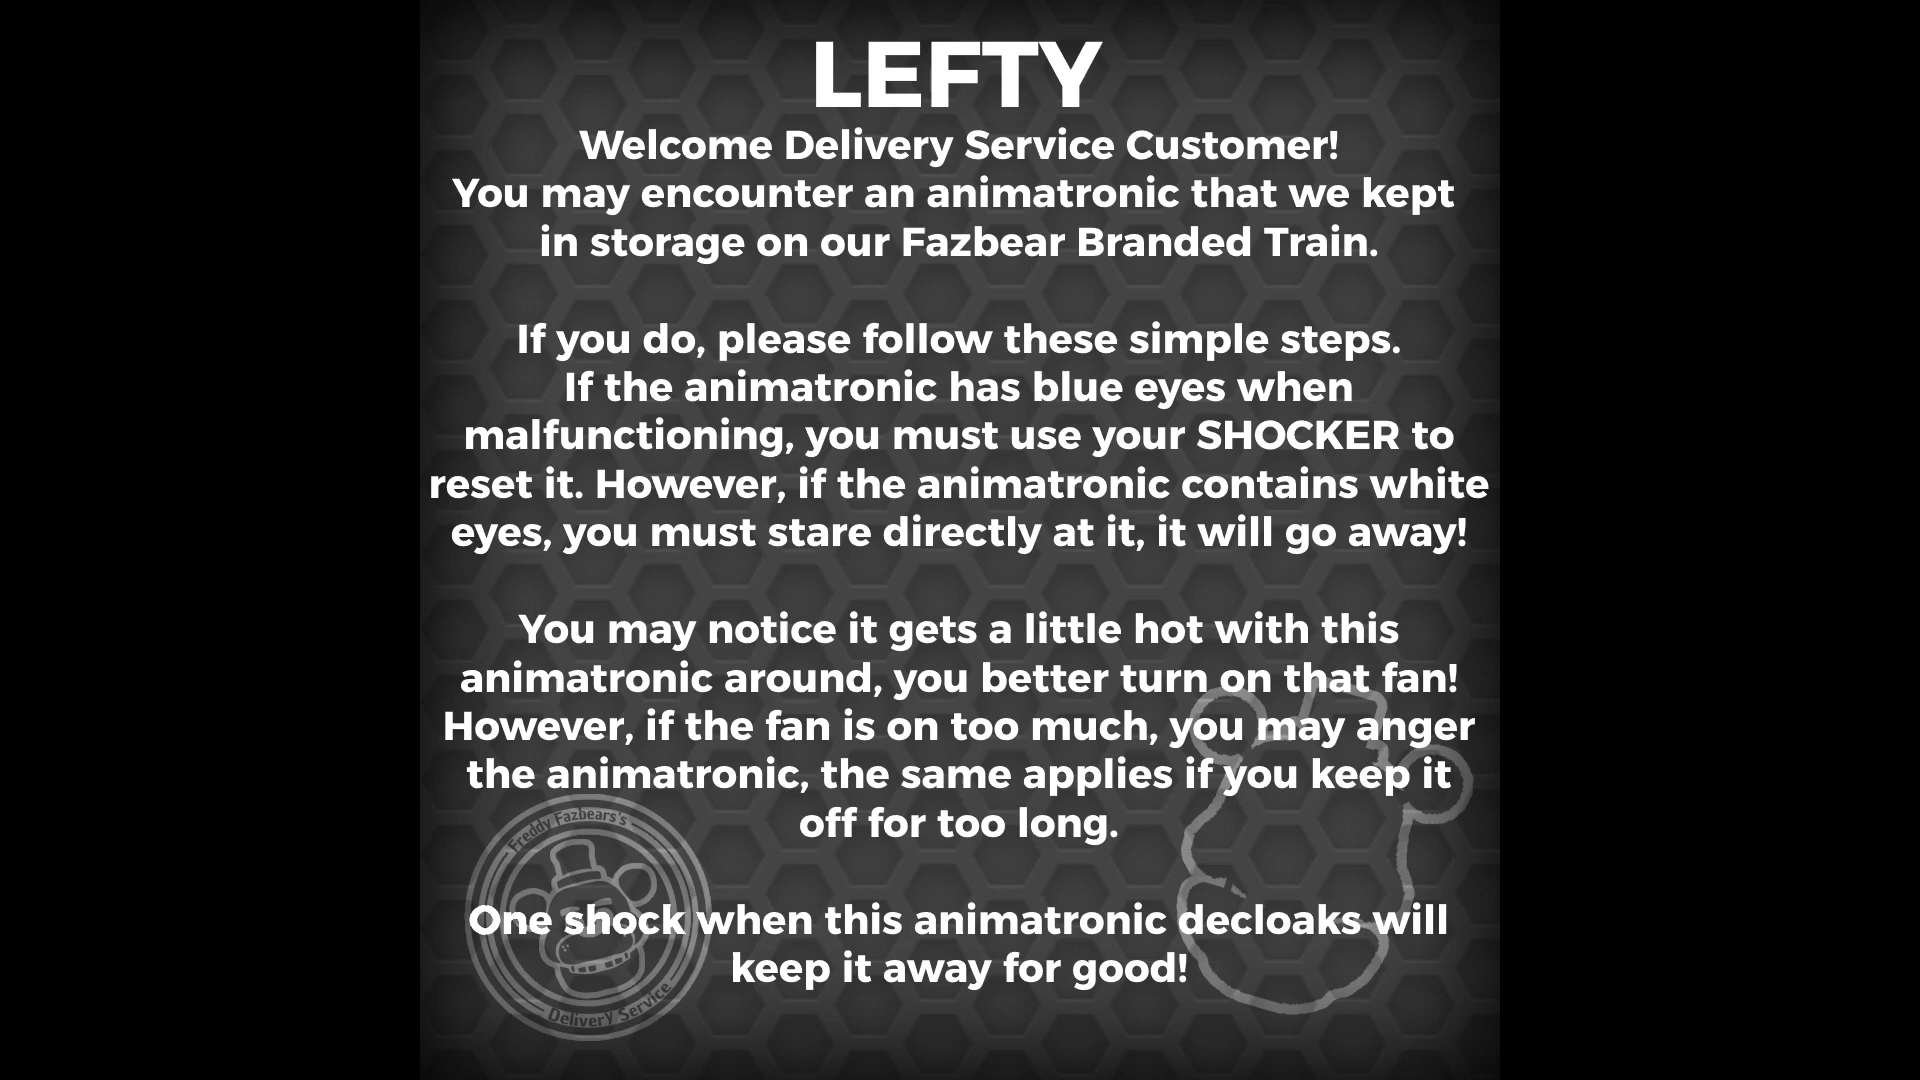 LEFTY
Welcome Delivery Service Customer!
You may encounter an animatronic that we kept
in storage on our Fazbear Branded Train.
If you do, please follow these simple steps.
If the animatronic has blue eyes when
malfunctioning, you must use your SHOCKER to
reset it. However, if the animatronic contains white
eyes, you must stare directly at it, it will go away!
You may notice it gets a little hot with this
animatronic around, you better turn on that fan!
However, if the fan is on too much, you may anger
the animatronic, the same applies if you keep it
off for too long.
One shock when this animatronic decloaks will
keep it away for good!
Freddy Fazbears's
Delivery Service